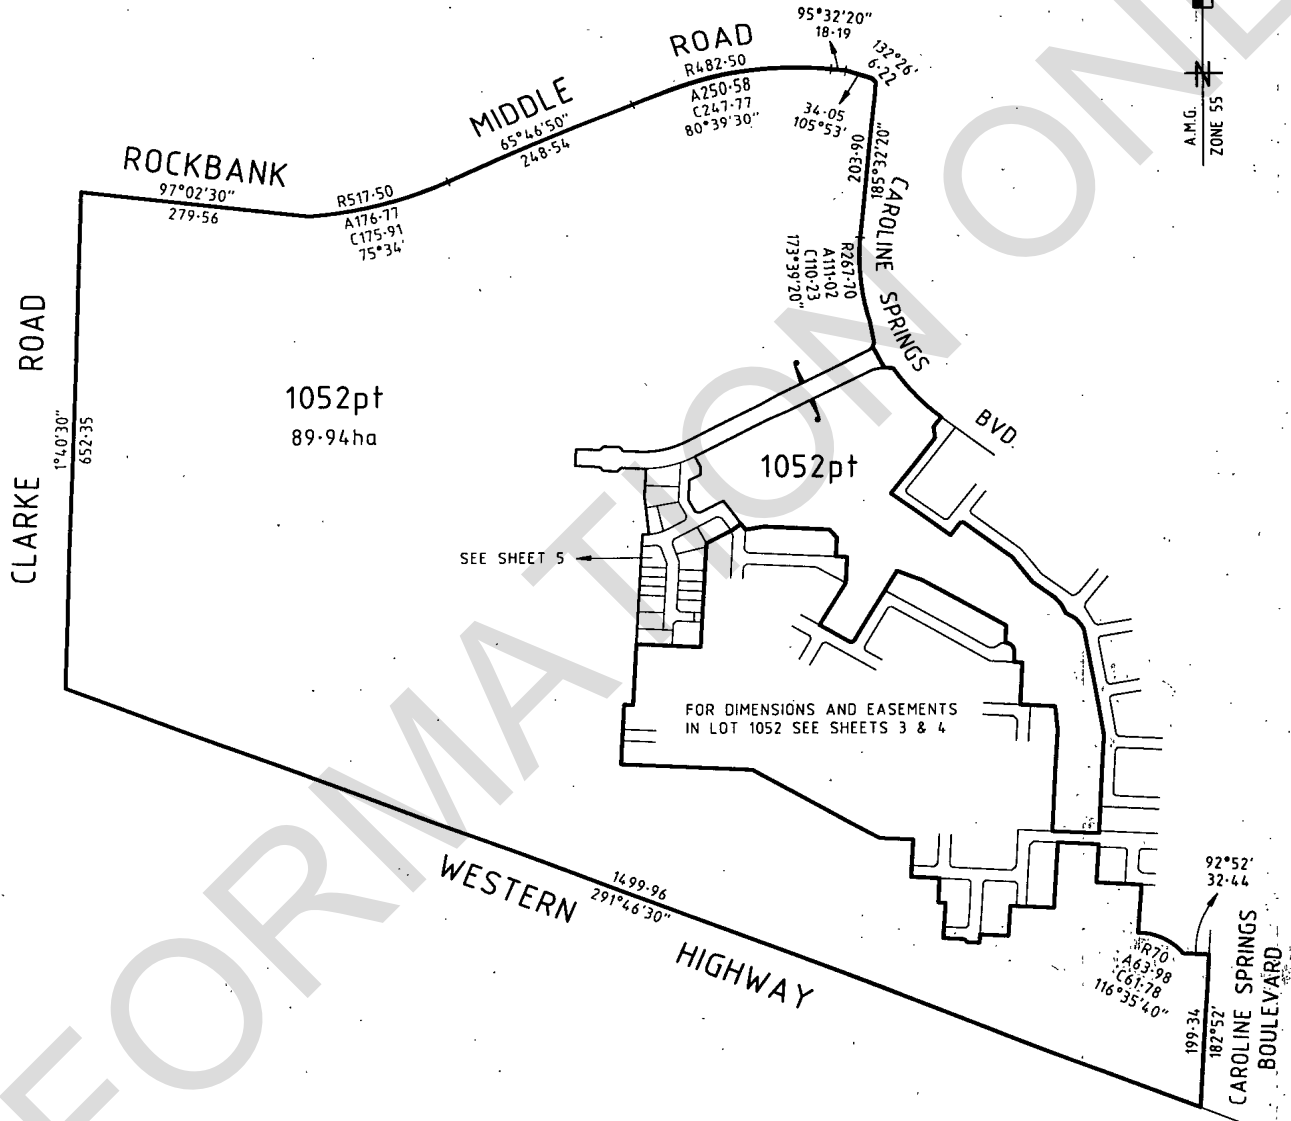 95°32'20"
18·19
132°26'
6·22
ROCKBANK MIDDLE ROAD
R482·50
A250·58
C247·77
80°39'30"
34·05
105°53'
A.M.G.
ZONE 55
N
65°46'50"
248·54
97°02'30"
279·56
R517·50
A176·77
C175·91
75°34'
203·90
185°32'20"
CAROLINE SPRINGS BVD.
R267·70
A111·02
C110·23
173°39'20"
CLARKE ROAD
1°40'30"
652·35
1052pt
89·94ha
1052pt
SEE SHEET 5
FOR DIMENSIONS AND EASEMENTS
IN LOT 1052 SEE SHEETS 3 & 4
WESTERN HIGHWAY
1499·96
291°46'30"
92°52'
32·44
R70
A63·98
C61·78
116°35'40"
199·34
182°52'
CAROLINE SPRINGS
BOULEVARD
FORMATION ONL